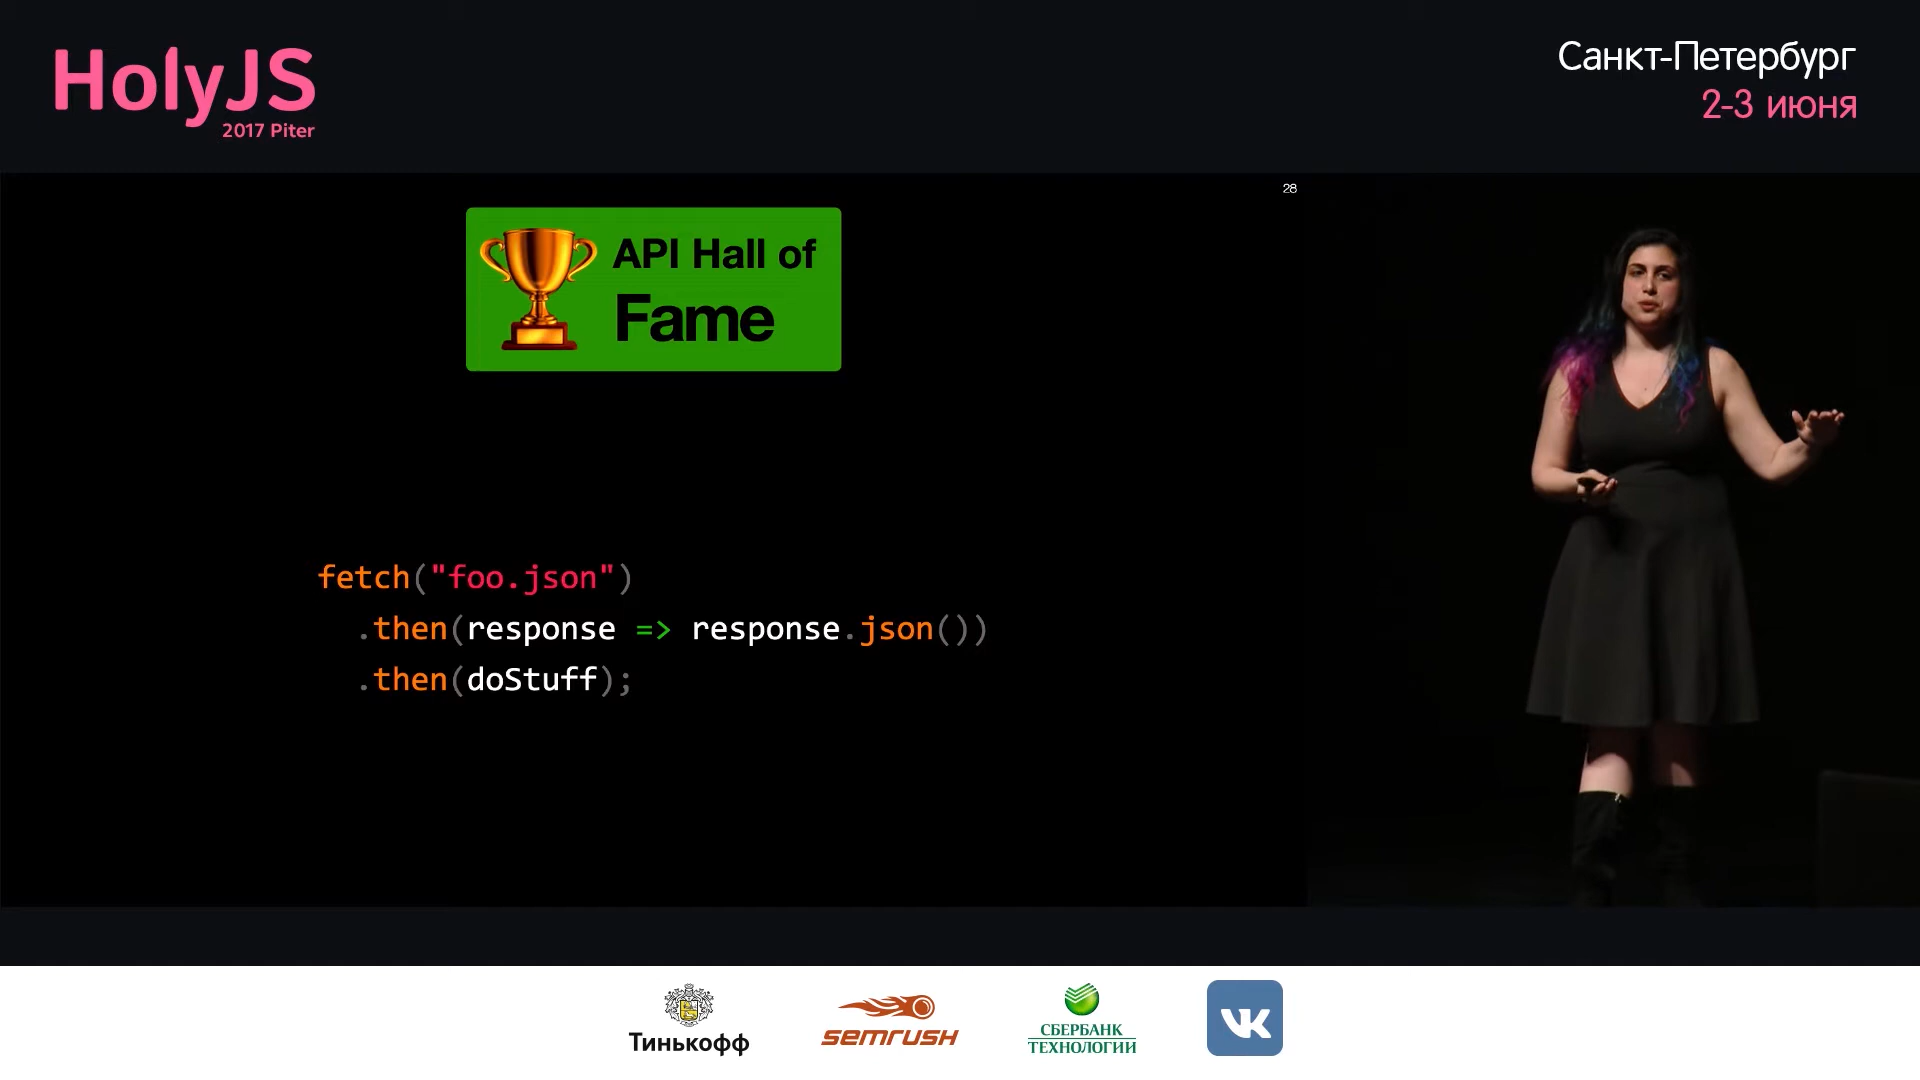 HolyJS
2017 Piter
Санкт-Петербург
2-3 июня
28
API Hall of
Fame
fetch("foo.json")
.then(response => response.json())
.then(doStuff);
Тинькофф
semrush
СБЕРБАНК
ТЕХНОЛОГИИ
VK